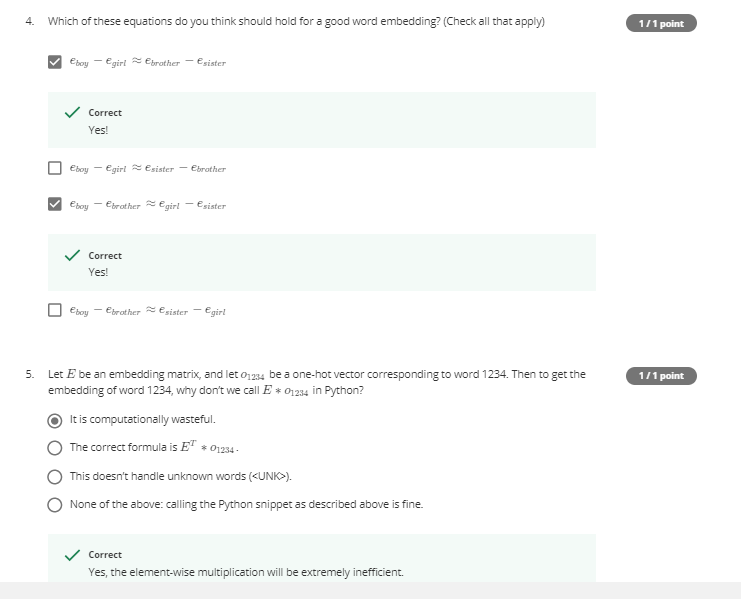 4. Which of these equations do you think should hold for a good word embedding? (Check all that apply)
1 / 1 point
e_boy − e_girl ≈ e_brother − e_sister
Correct
Yes!
e_boy − e_girl ≈ e_sister − e_brother
e_boy − e_brother ≈ e_girl − e_sister
Correct
Yes!
e_boy − e_brother ≈ e_sister − e_girl
5. Let E be an embedding matrix, and let o_1234 be a one-hot vector corresponding to word 1234. Then to get the
1 / 1 point
embedding of word 1234, why don't we call E ∗ o_1234 in Python?
It is computationally wasteful.
The correct formula is E^T ∗ o_1234.
This doesn't handle unknown words (<UNK>).
None of the above: calling the Python snippet as described above is fine.
Correct
Yes, the element-wise multiplication will be extremely inefficient.